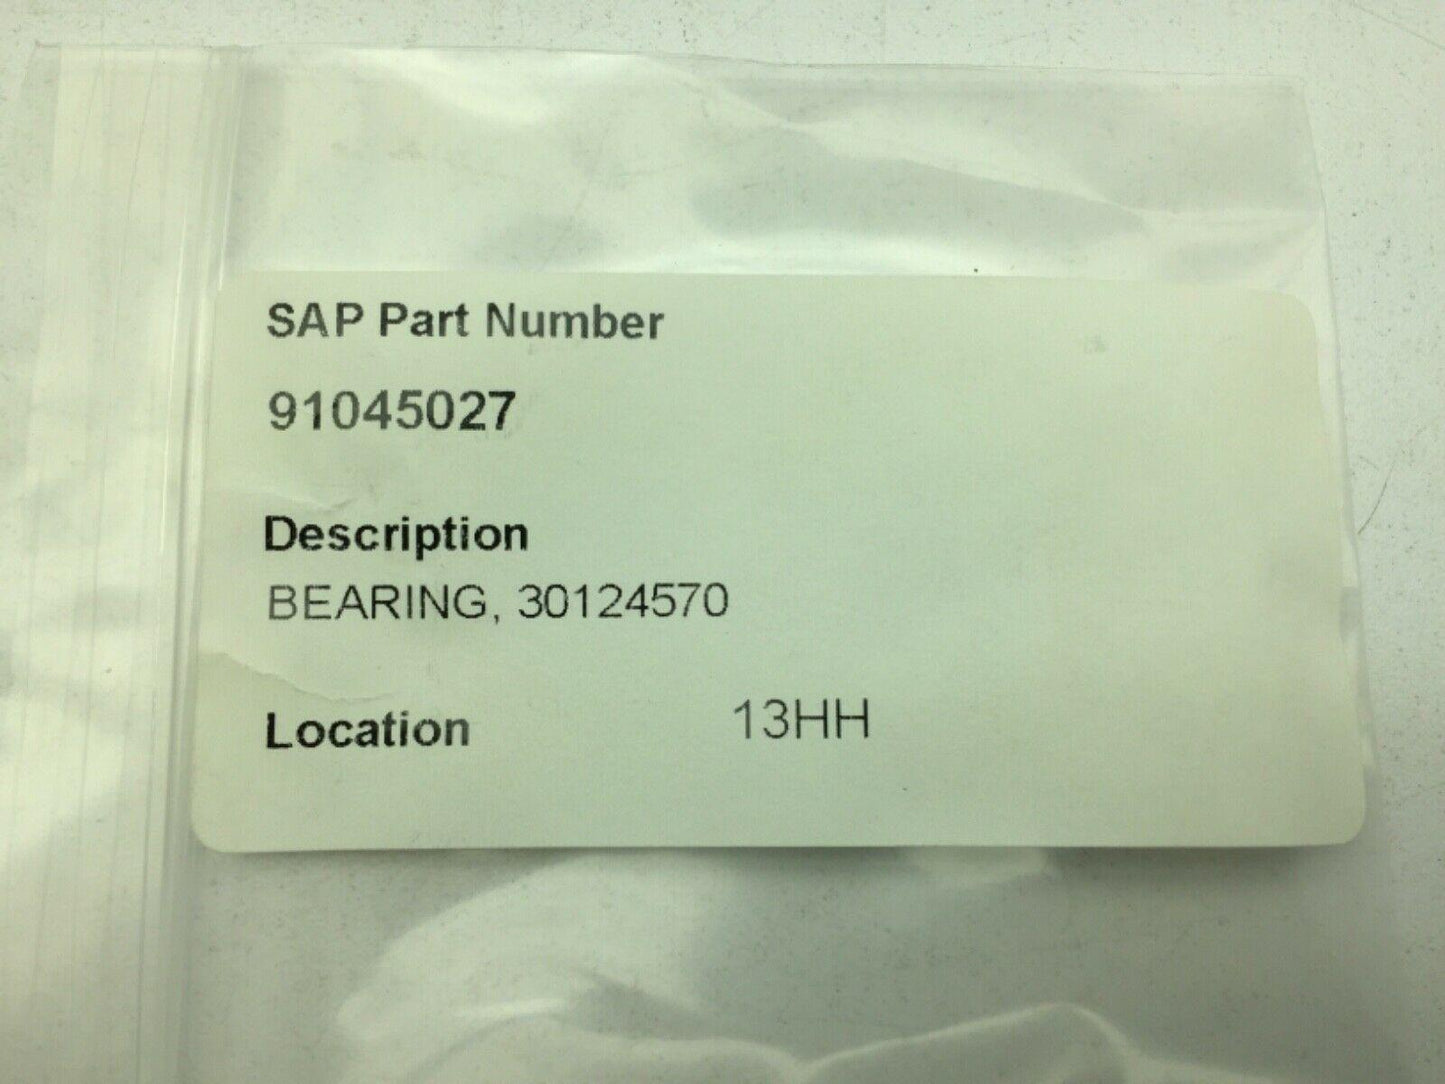 SAP Part Number
91045027
Description
BEARING, 30124570
Location 13HH